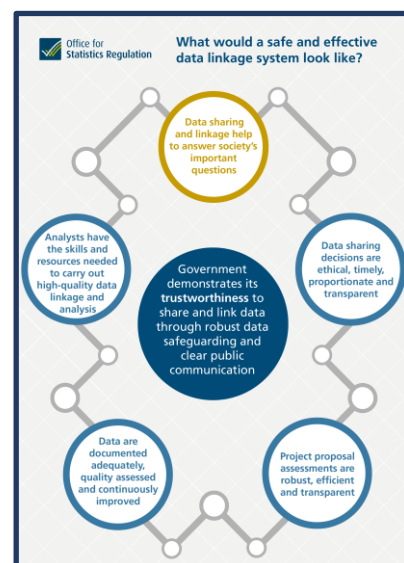 Office for
Statistics Regulation
What would a safe and effective
data linkage system look like?
Data sharing
and linkage help
to answer society's
important
questions
Analysts have
the skills and
resources needed
to carry out
high-quality data
linkage and
analysis
Data sharing
decisions are
ethical, timely,
proportionate and
transparent
Government
demonstrates its
trustworthiness to
share and link data
through robust data
safeguarding and
clear public
communication
Data are
documented
adequately,
quality assessed
and continuously
improved
Project proposal
assessments are
robust, efficient
and transparent